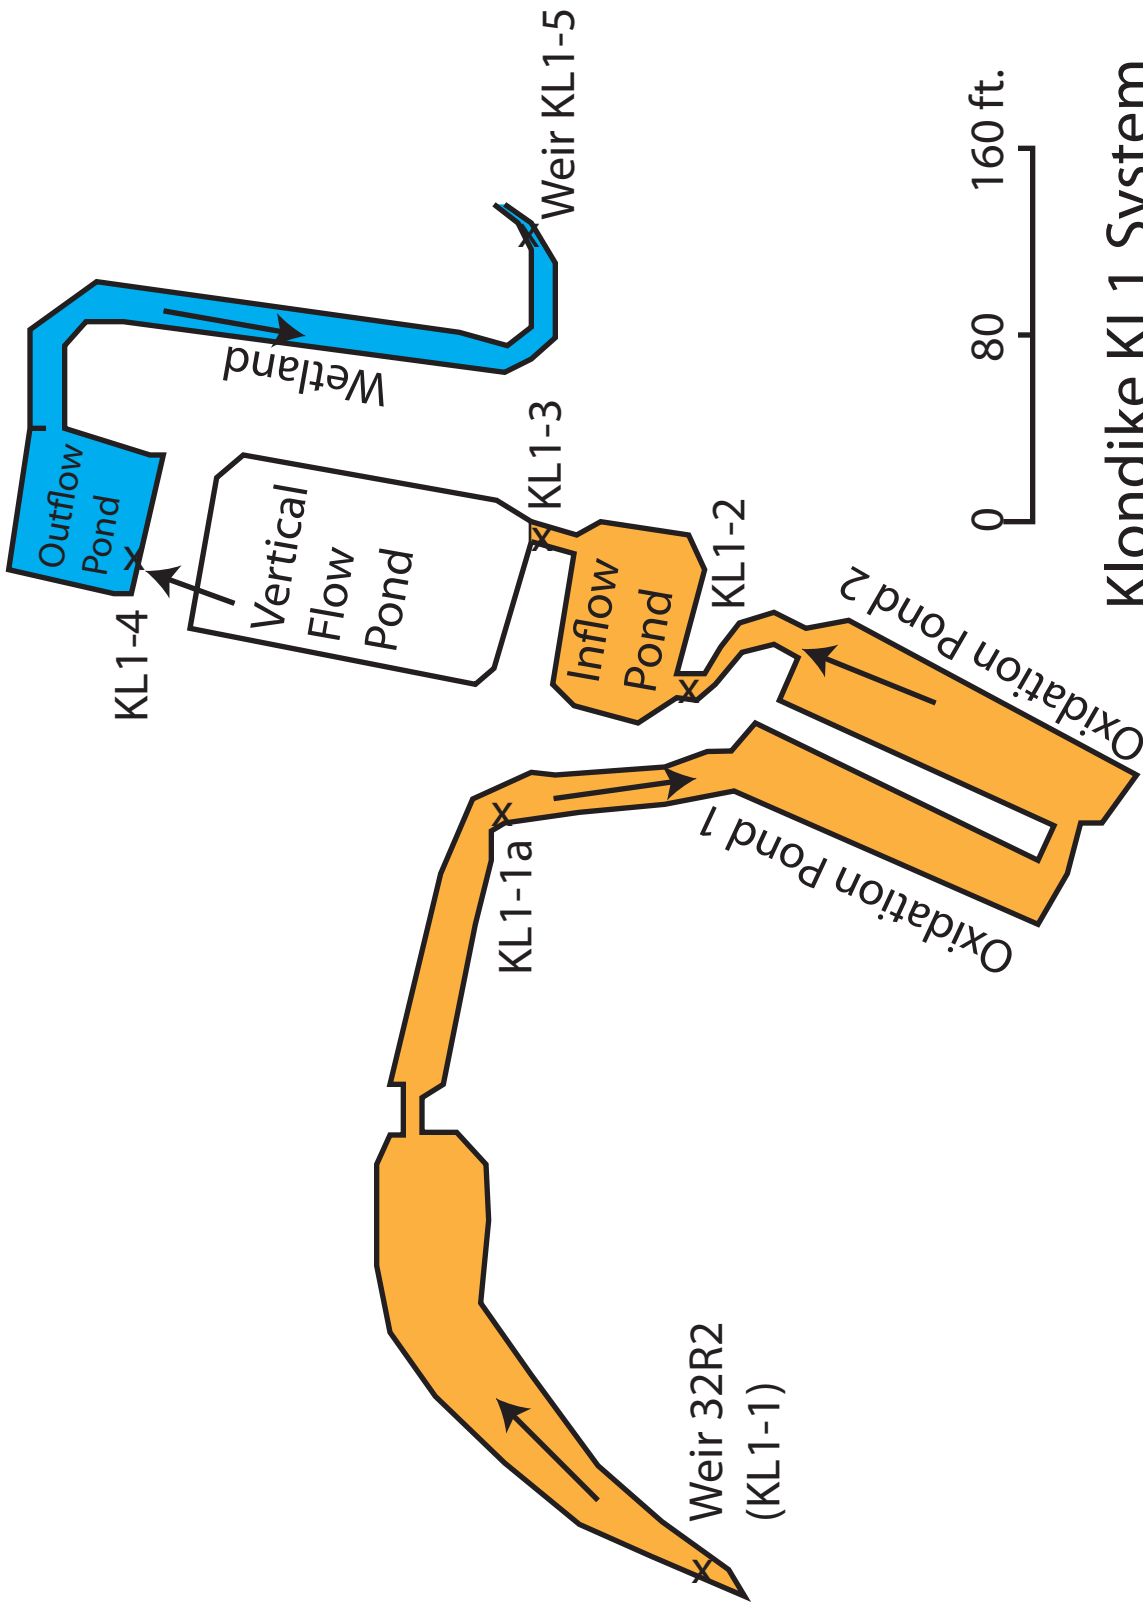 Weir 32R2
(KL1-1)
KL1-1a
Oxidation Pond 1
Oxidation Pond 2
KL1-2
Inflow
Pond
KL1-3
Vertical
Flow
Pond
KL1-4
Outflow
Pond
Wetland
Weir KL1-5
0
80
160 ft.
Klondike KL1 System